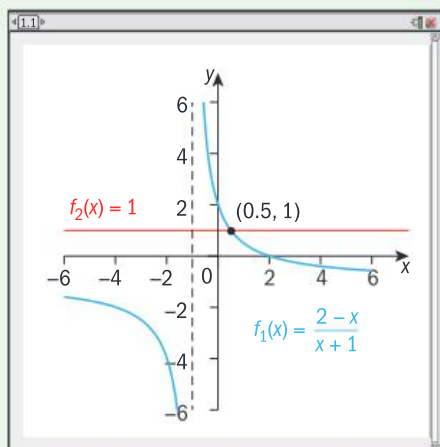 1.1
y
6
4
f₂(x) = 1
2
(0.5, 1)
-6 -4 -2 0 2 4 6 x
-2
f₁(x) = (2 - x)/(x + 1)
-4
-6